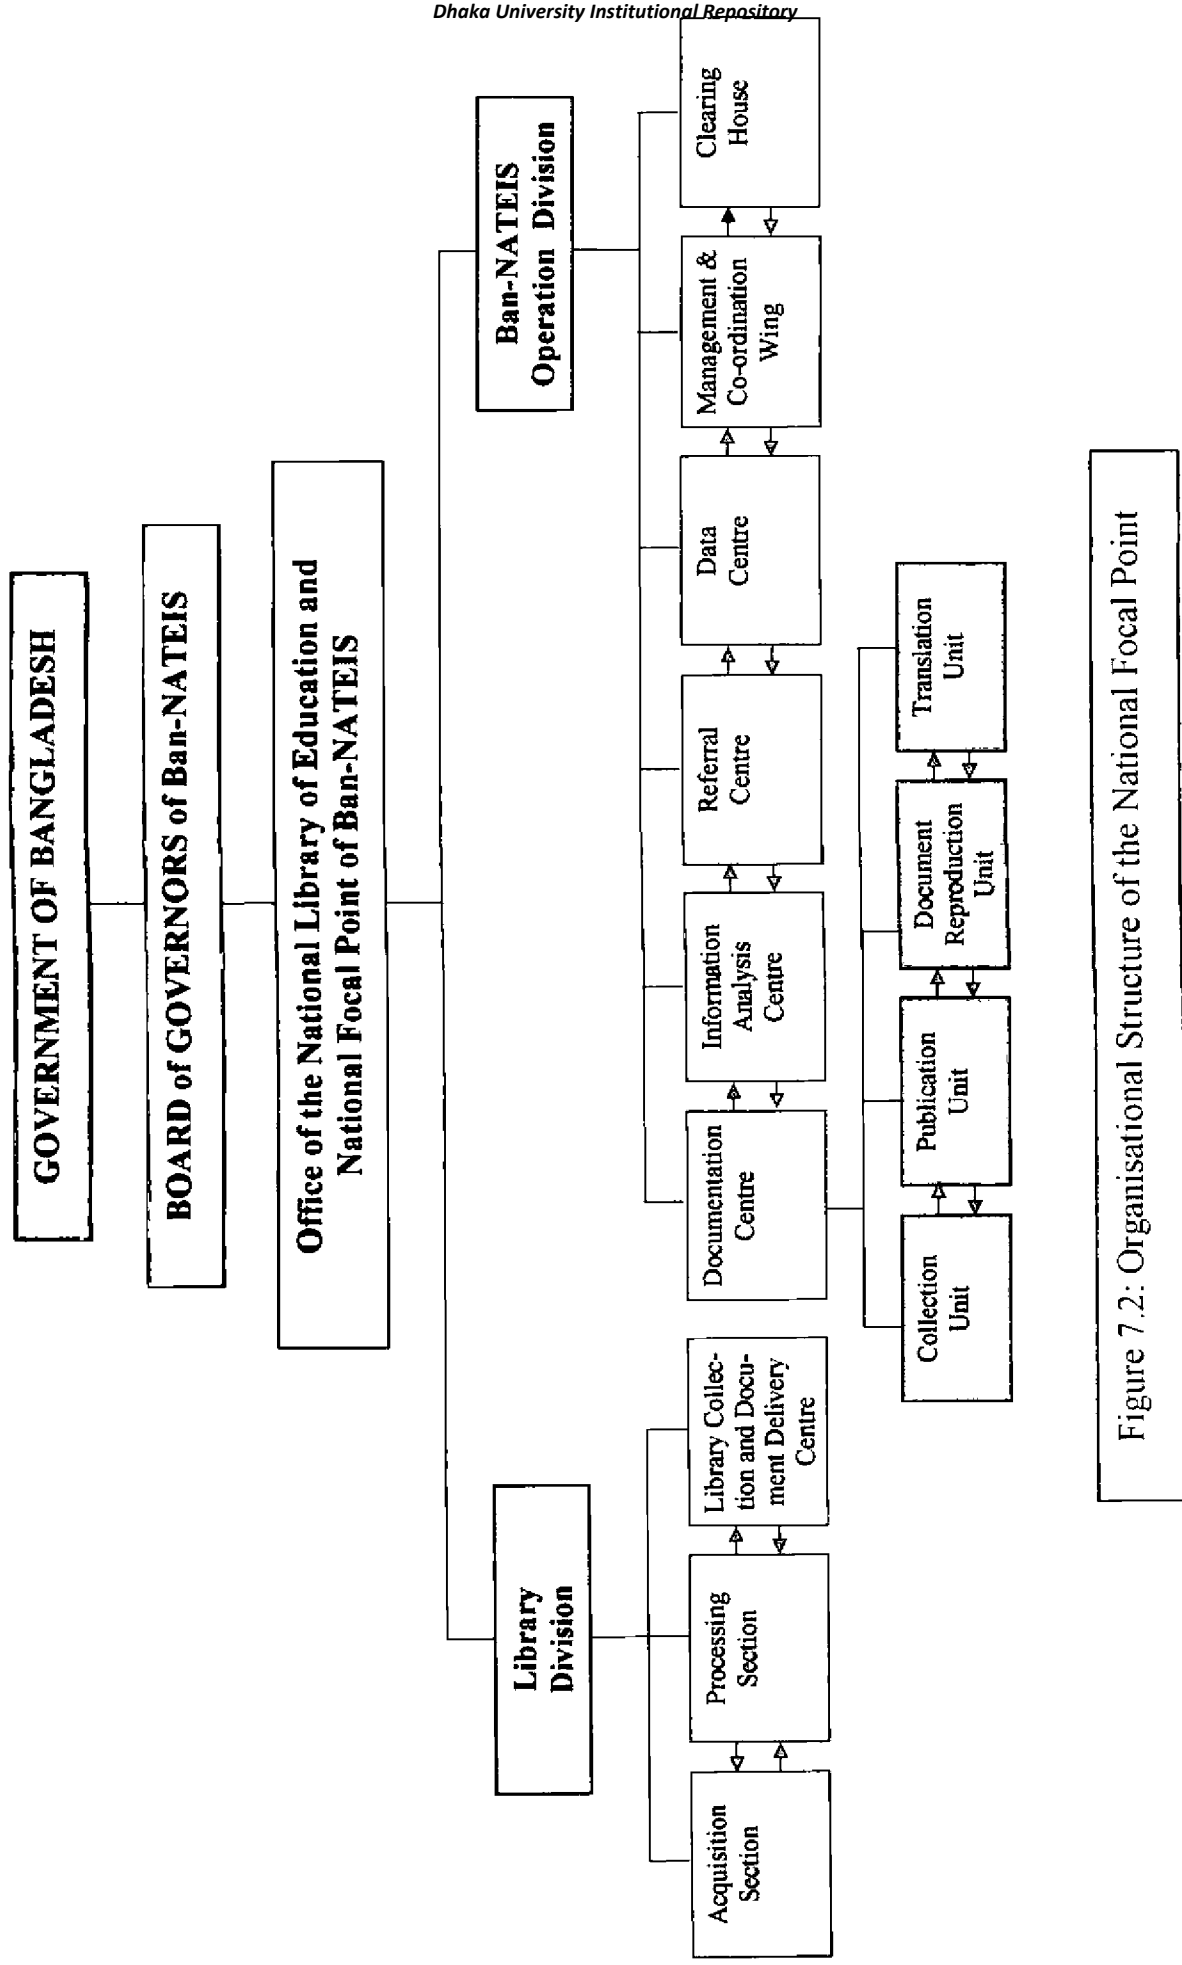 Dhaka University Institutional Repository
GOVERNMENT OF BANGLADESH
BOARD of GOVERNORS of Ban-NATEIS
Office of the National Library of Education and
National Focal Point of Ban-NATEIS
Library
Division
Ban-NATEIS
Operation Division
Acquisition
Section
Processing
Section
Library Collec-
tion and Docu-
ment Delivery
Centre
Documentation
Centre
Information
Analysis
Centre
Referral
Centre
Data
Centre
Management &
Co-ordination
Wing
Clearing
House
Collection
Unit
Publication
Unit
Document
Reproduction
Unit
Translation
Unit
Figure 7.2: Organisational Structure of the National Focal Point